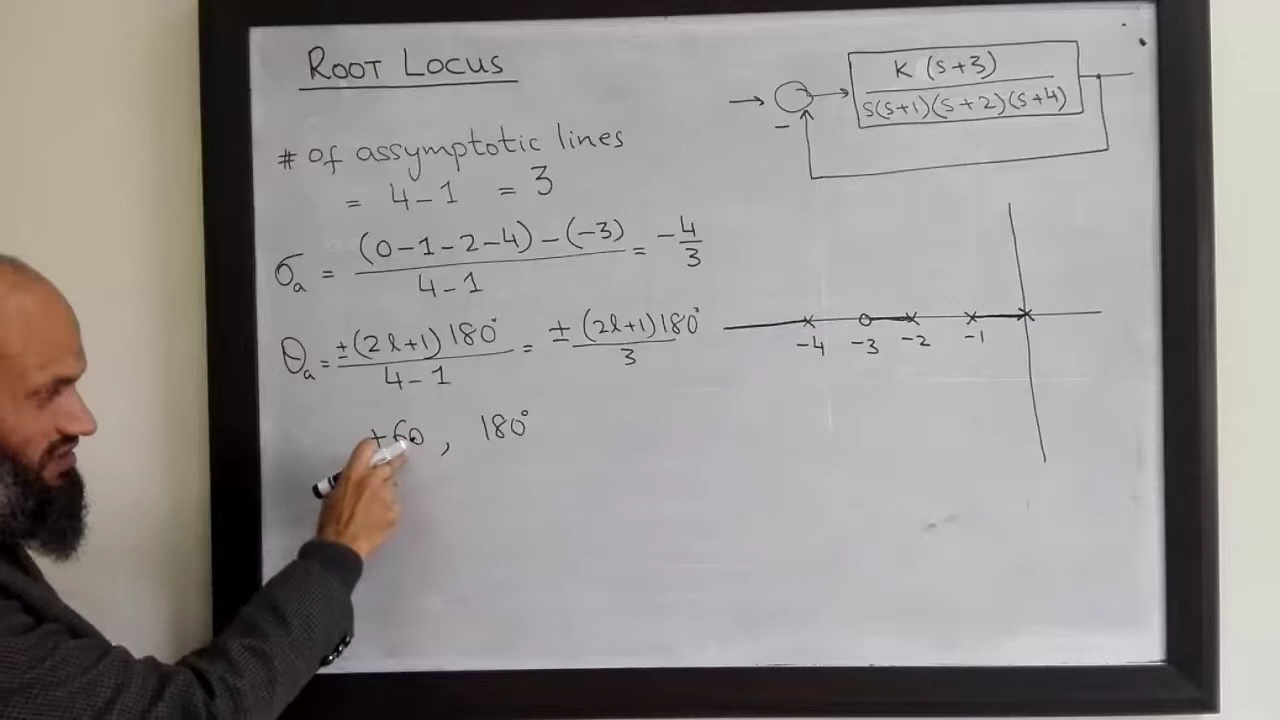 ROOT LOCUS
# of assymptotic lines
= 4-1 = 3
σa = (0-1-2-4)-(-3) / 4-1 = -4/3
θa = ±(2l+1)180° / 4-1 = ±(2l+1)180° / 3
±60, 180°
K(s+3)
s(s+1)(s+2)(s+4)
-
-4 -3 -2 -1